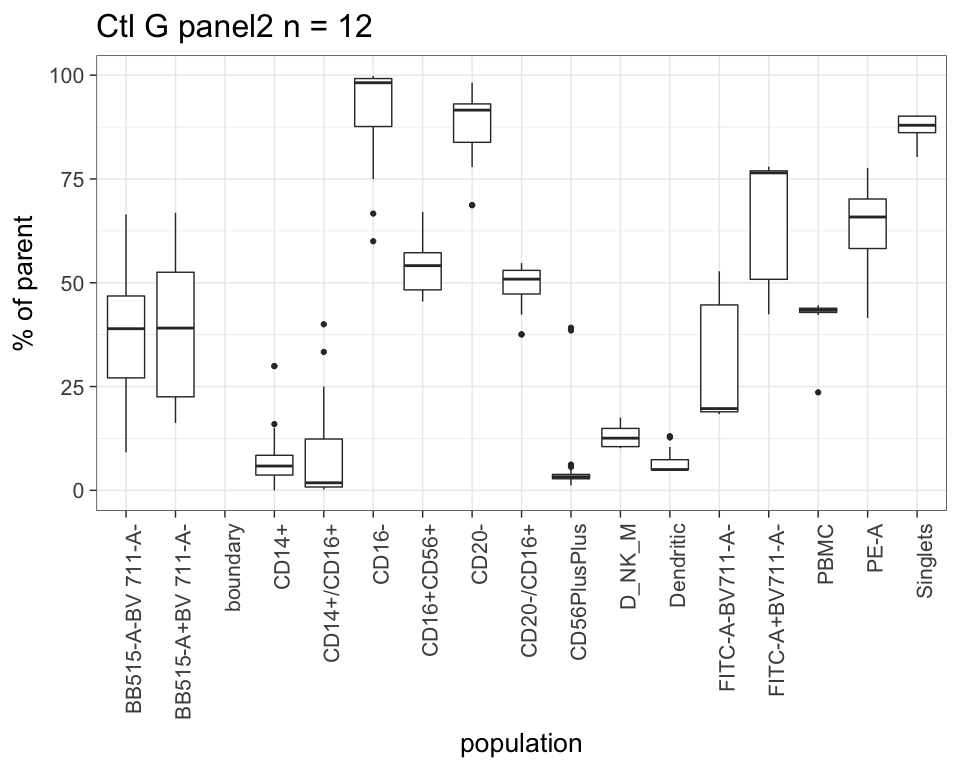 Ctl G panel2 n = 12
% of parent
100
75
50
25
0
BB515-A-BV 711-A-
BB515-A+BV 711-A-
boundary
CD14+
CD14+/CD16+
CD16-
CD16+CD56+
CD20-
CD20-/CD16+
CD56PlusPlus
D_NK_M
Dendritic
FITC-A-BV711-A-
FITC-A+BV711-A-
PBMC
PE-A
Singlets
population